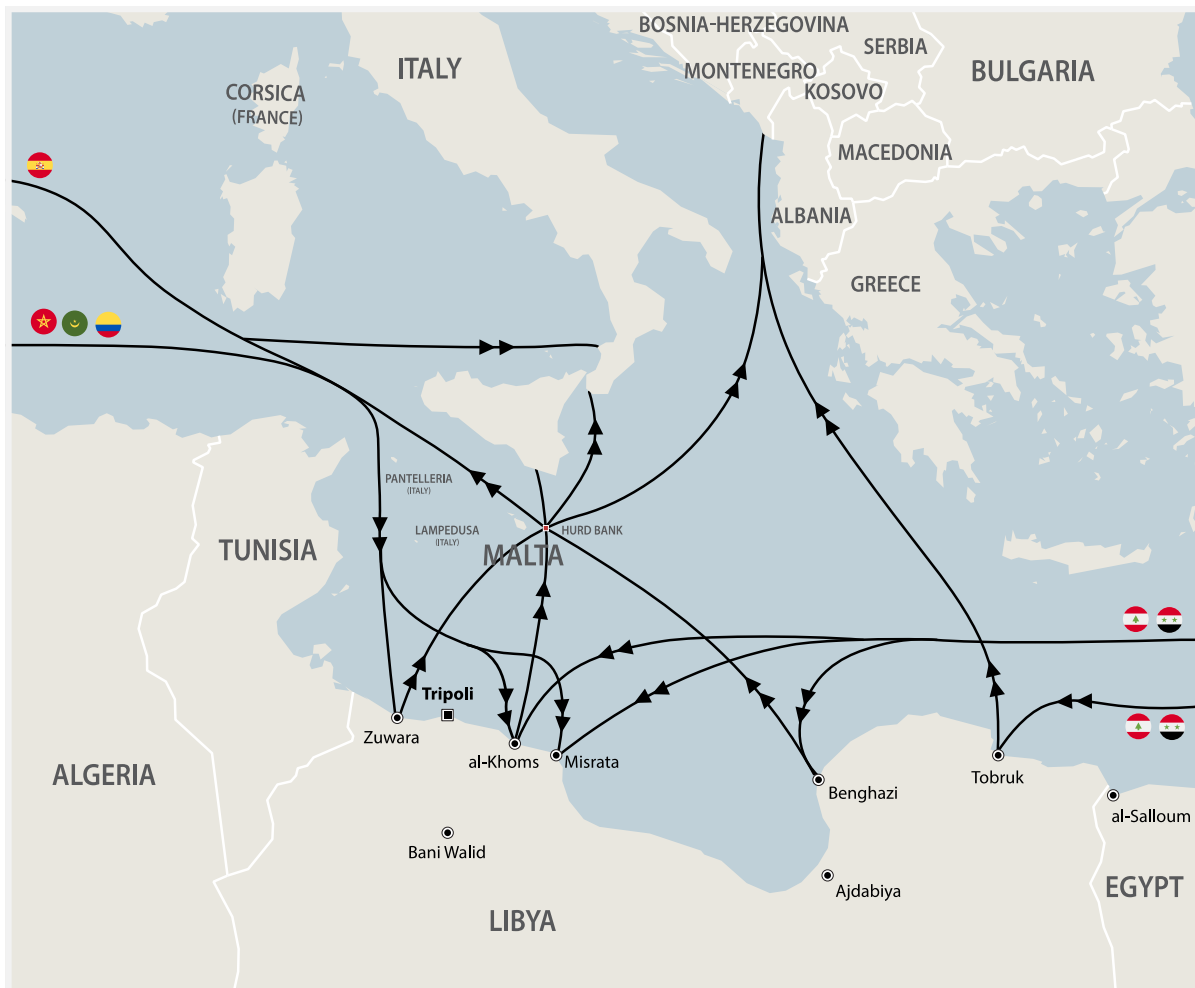 BOSNIA-HERZEGOVINA
SERBIA
ITALY
MONTENEGRO
BULGARIA
KOSOVO
CORSICA
(FRANCE)
MACEDONIA
ALBANIA
GREECE
PANTELLERIA
(ITALY)
LAMPEDUSA
(ITALY)
HURD BANK
TUNISIA
MALTA
Tripoli
Zuwara
al-Khoms
Misrata
Tobruk
ALGERIA
Benghazi
al-Salloum
Bani Walid
Ajdabiya
EGYPT
LIBYA